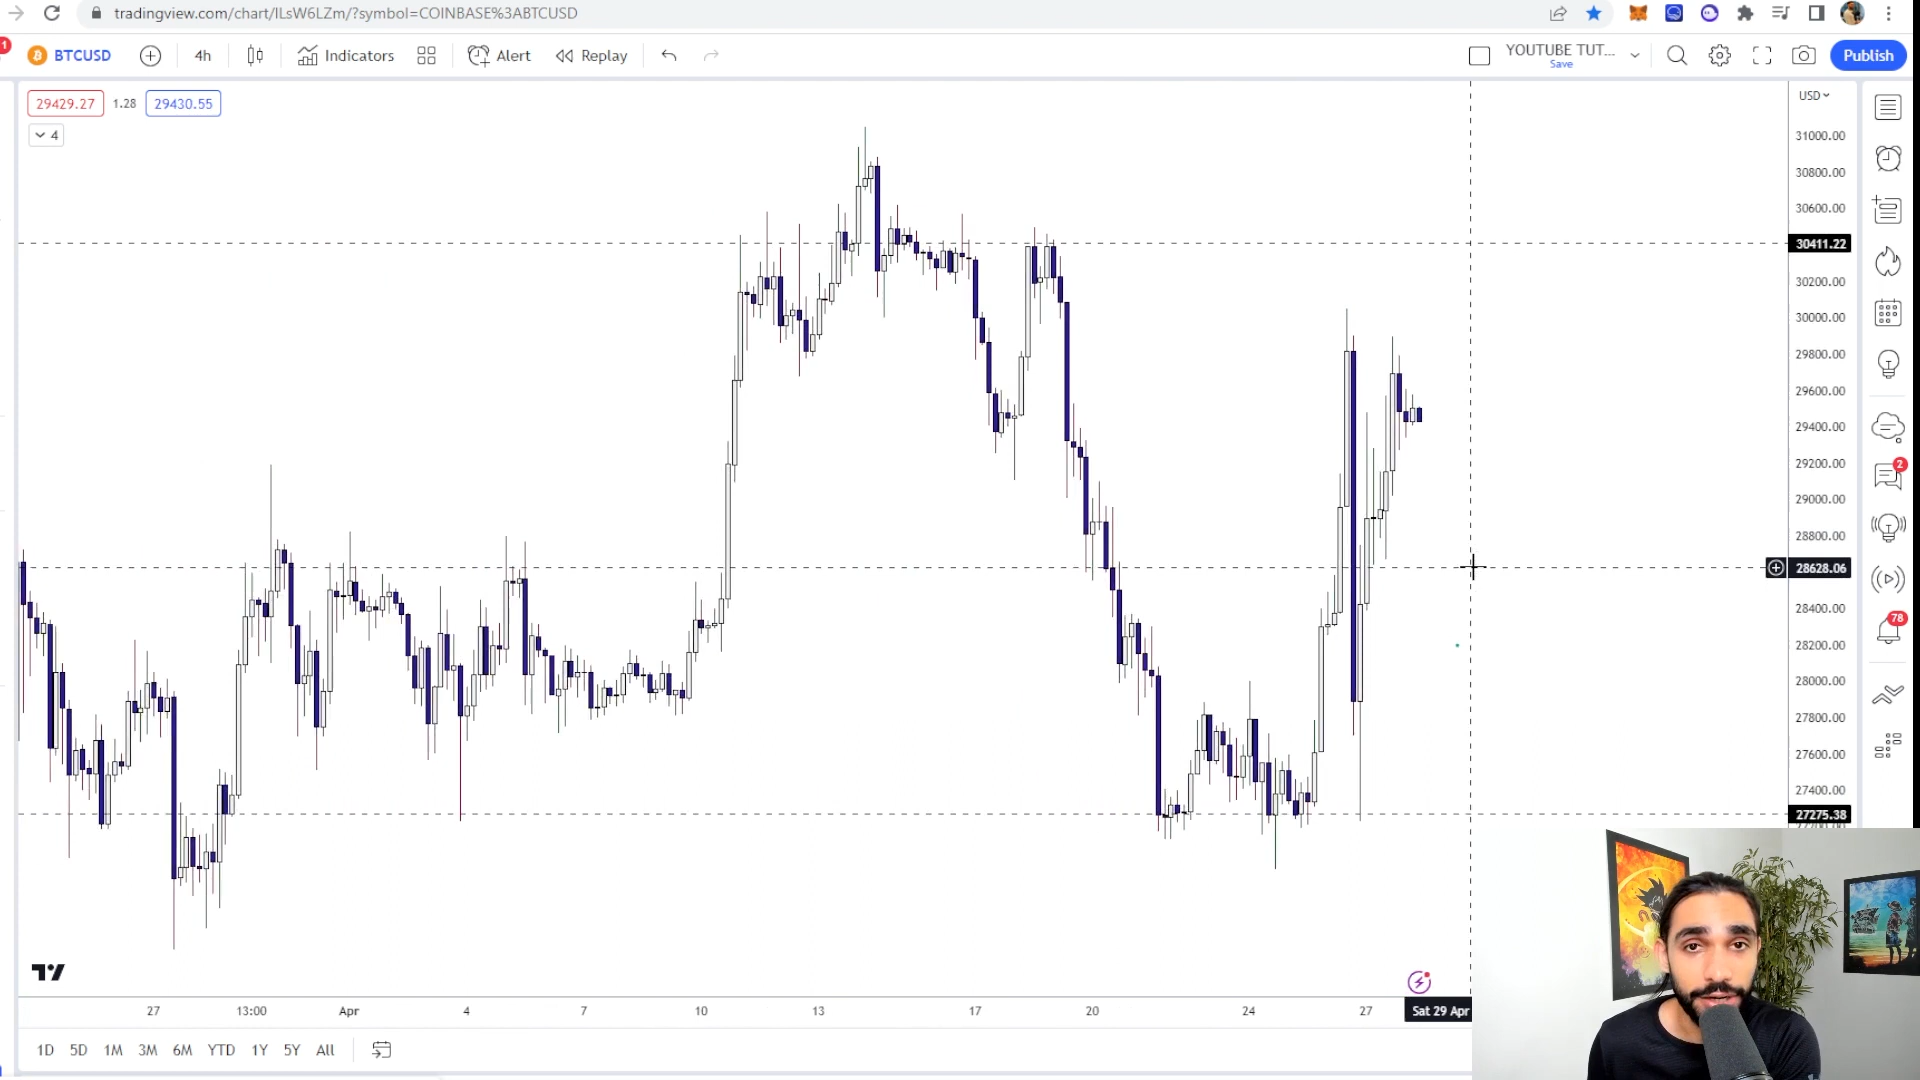 tradingview.com/chart/lLsW6LZm/?symbol=COINBASE%3ABTCUSD
1
BTCUSD
4h
Indicators
Alert
Replay
YOUTUBE TUT...
Save
Publish
29429.27
1.28
29430.55
4
USD
31000.00
30800.00
30600.00
30411.22
30200.00
30000.00
29800.00
29600.00
29400.00
29200.00
29000.00
28800.00
28628.06
28400.00
28200.00
28000.00
27800.00
27600.00
27400.00
27275.38
2
78
27
13:00
Apr
4
7
10
13
17
20
24
27
Sat 29 Apr
1D
5D
1M
3M
6M
YTD
1Y
5Y
All